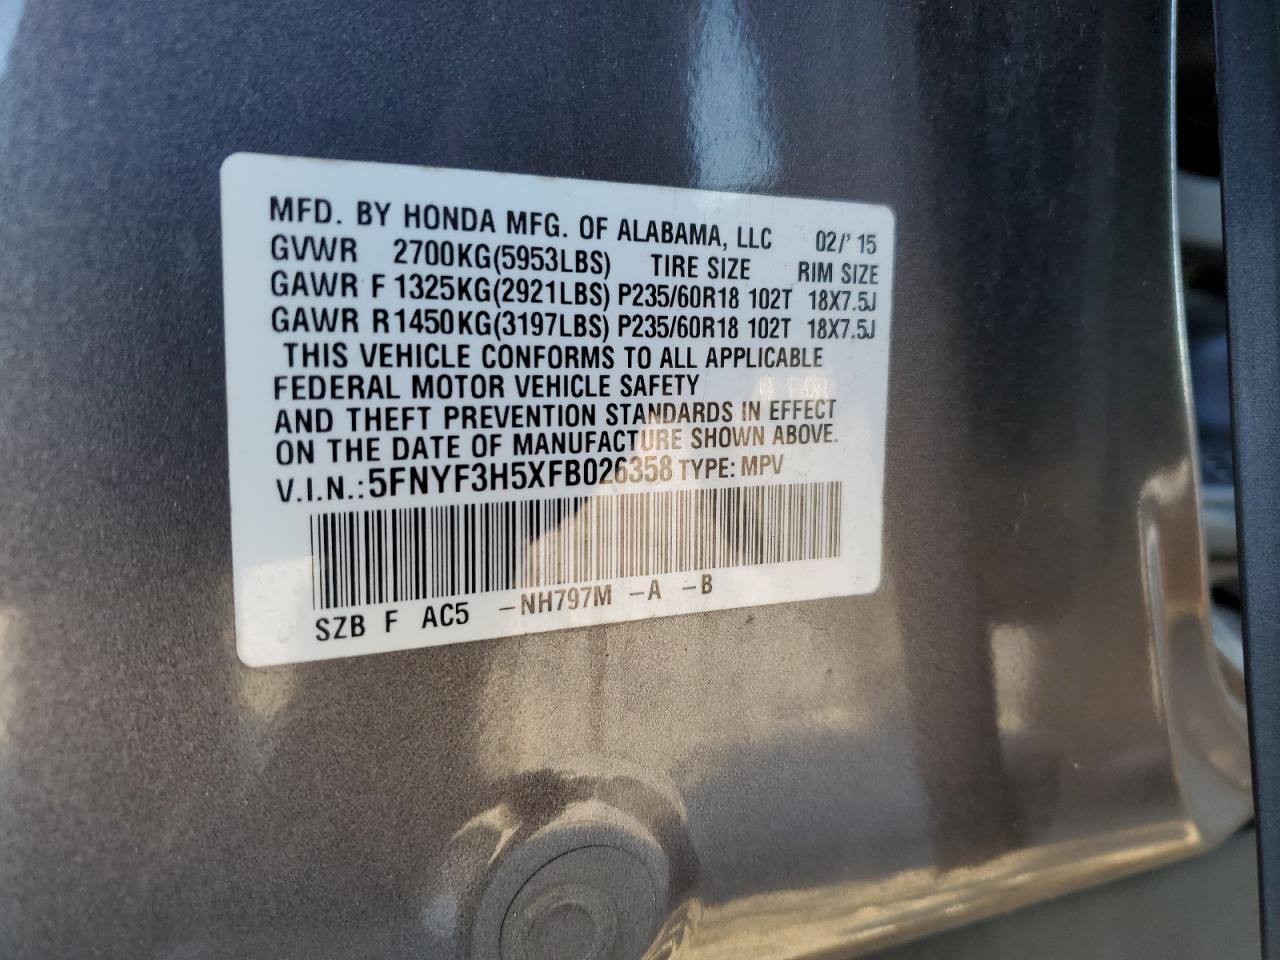 MFD. BY HONDA MFG. OF ALABAMA, LLC 02/'15
GVWR 2700KG(5953LBS) TIRE SIZE RIM SIZE
GAWR F 1325KG(2921LBS) P235/60R18 102T 18X7.5J
GAWR R1450KG(3197LBS) P235/60R18 102T 18X7.5J
THIS VEHICLE CONFORMS TO ALL APPLICABLE
FEDERAL MOTOR VEHICLE SAFETY
AND THEFT PREVENTION STANDARDS IN EFFECT
ON THE DATE OF MANUFACTURE SHOWN ABOVE.
V.I.N.:5FNYF3H5XFB026358 TYPE: MPV
SZB F AC5 -NH797M -A -B